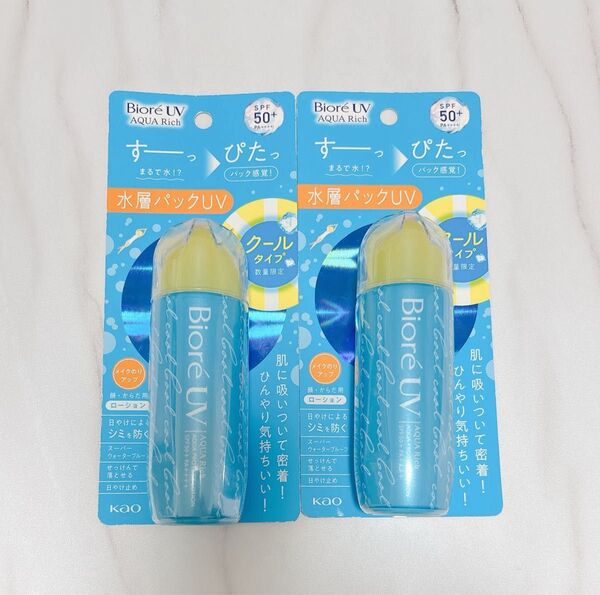 Bioré UV
AQUA Rich
SPF
50+
PA++++
すーっ
ぴたっ
まるで水!?
パック感覚!
水層パックUV
クール
タイプ
数量限定
Bioré UV
AQUA Rich
メイクのり
アップ
顔・からだ用
ローション
日やけによる
シミを防ぐ
スーパー
ウォータープルーフ
せっけんで
落とせる
日やけ止め
肌に吸いついて密着!
ひんやり気持ちいい!
Kao
Bioré UV
AQUA Rich
SPF
50+
PA++++
すーっ
ぴたっ
まるで水!?
パック感覚!
水層パックUV
クール
タイプ
数量限定
Bioré UV
AQUA Rich
メイクのり
アップ
顔・からだ用
ローション
日やけによる
シミを防ぐ
スーパー
ウォータープルーフ
せっけんで
落とせる
日やけ止め
肌に吸いついて密着!
ひんやり気持ちいい!
Kao